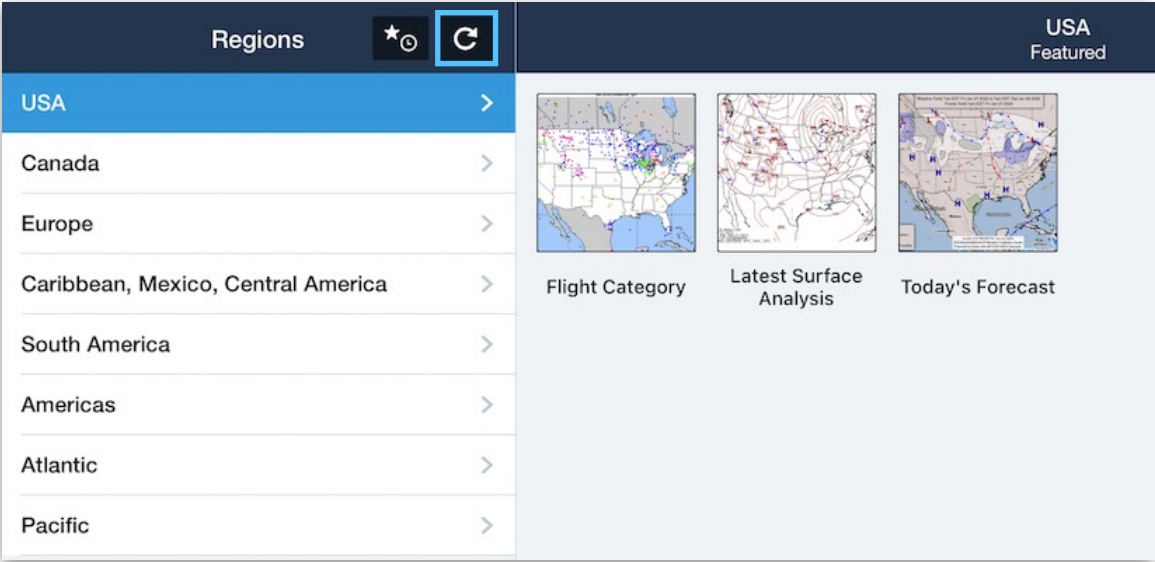 Regions
USA
Canada
Europe
Caribbean, Mexico, Central America
South America
Americas
Atlantic
Pacific
USA
Featured
Flight Category
Latest Surface
Analysis
Today's Forecast
H
H
H
H
H
H
H
L